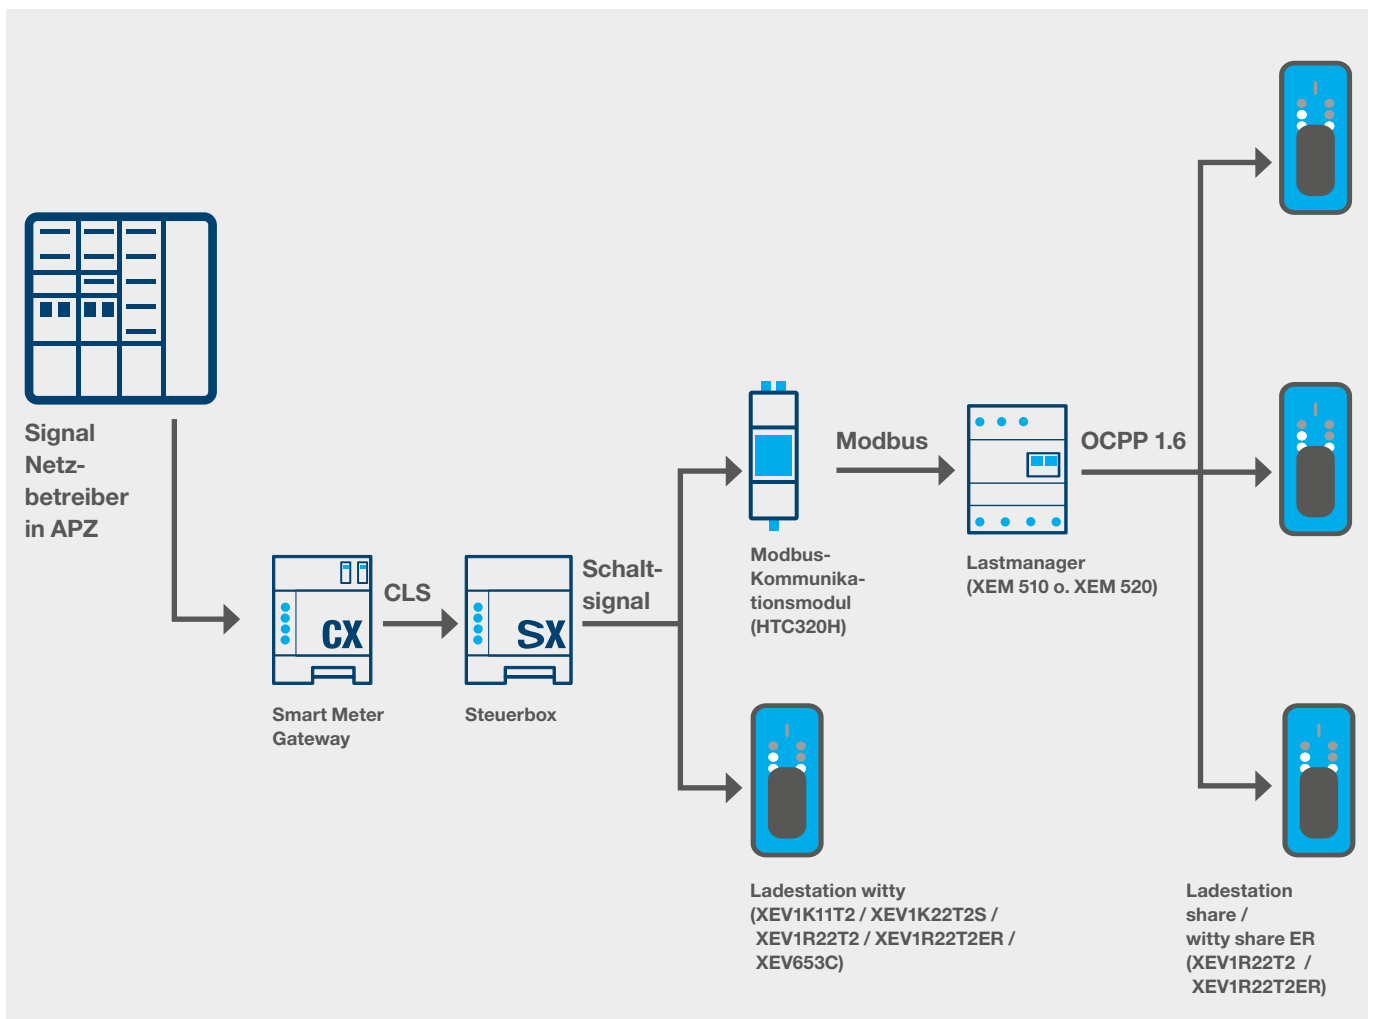 Signal
Netz-
betreiber
in APZ
CX
Smart Meter
Gateway
CLS
SX
Steuerbox
Schalt-
signal
Modbus-
Kommunika-
tionsmodul
(HTC320H)
Modbus
Lastmanager
(XEM 510 o. XEM 520)
OCPP 1.6
Ladestation witty
(XEV1K11T2 / XEV1K22T2S /
XEV1R22T2 / XEV1R22T2ER /
XEV653C)
Ladestation
share /
witty share ER
(XEV1R22T2 /
XEV1R22T2ER)